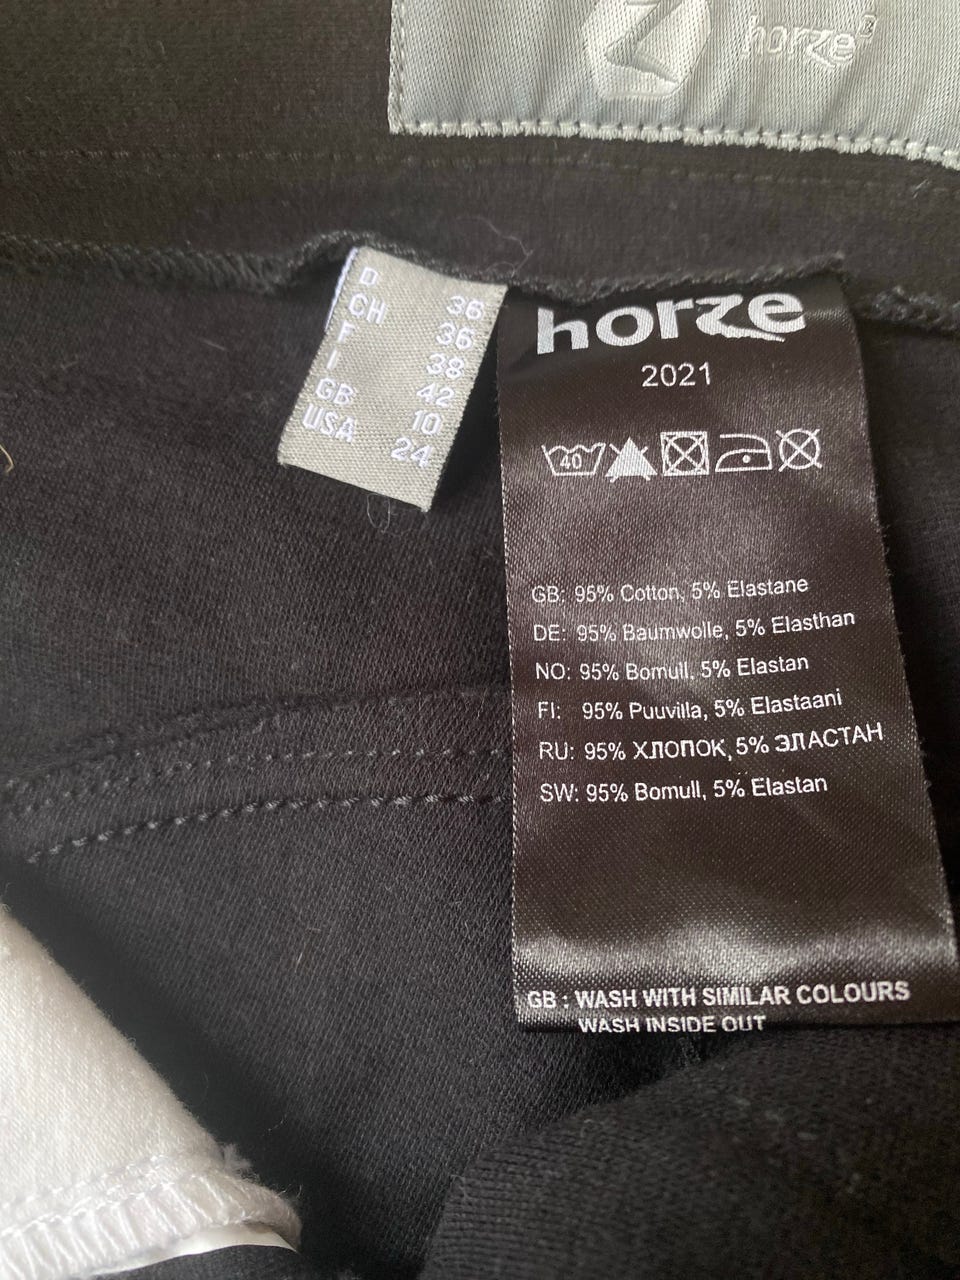 horze
D 36
CH 36
F 38
I 42
GB 10
USA 24
horze
2021
40
GB: 95% Cotton, 5% Elastane
DE: 95% Baumwolle, 5% Elasthan
NO: 95% Bomull, 5% Elastan
FI: 95% Puuvilla, 5% Elastaani
RU: 95% ХЛОПОК, 5% ЭЛАСТАН
SW: 95% Bomull, 5% Elastan
GB : WASH WITH SIMILAR COLOURS
WASH INSIDE OUT